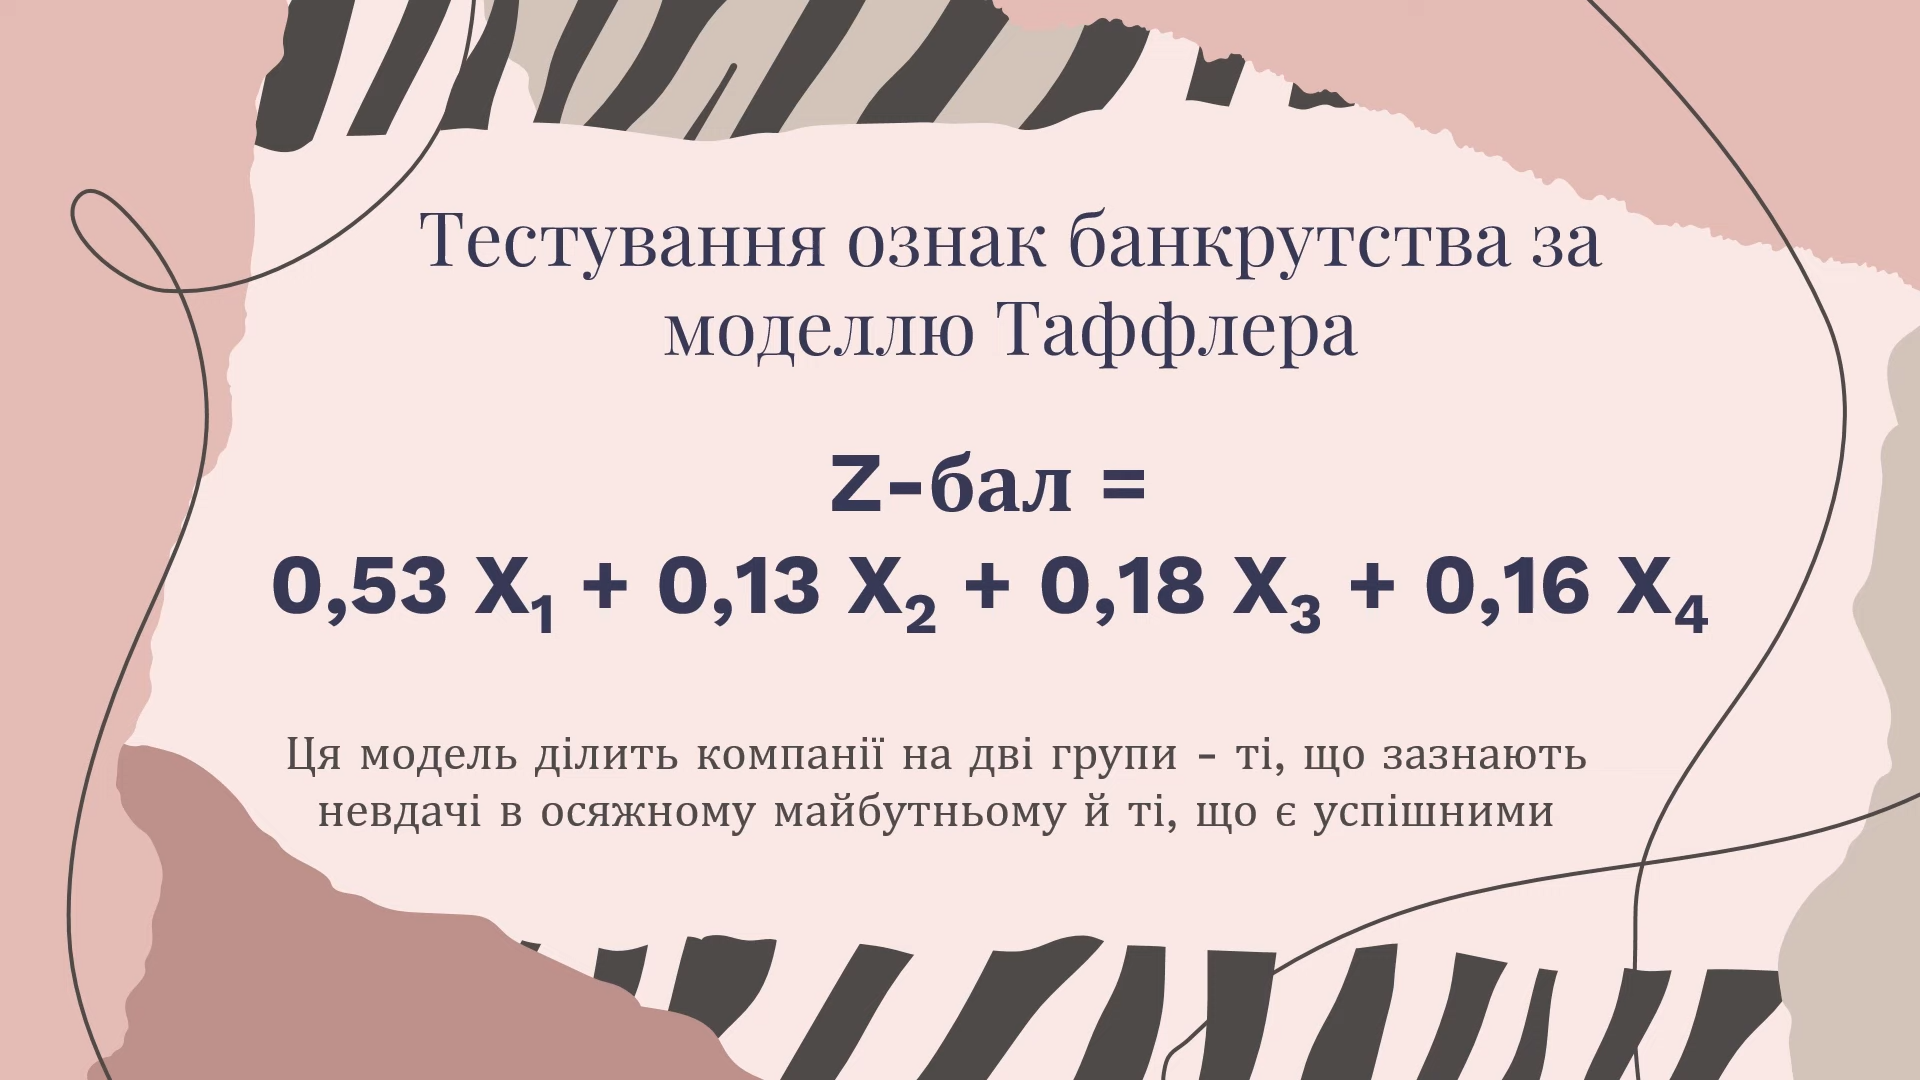 Тестування ознак банкрутства за
моделлю Таффлера
Z-бал =
0,53 X₁ + 0,13 X₂ + 0,18 X₃ + 0,16 X₄
Ця модель ділить компанії на дві групи – ті, що зазнають
невдачі в осяжному майбутньому й ті, що є успішними